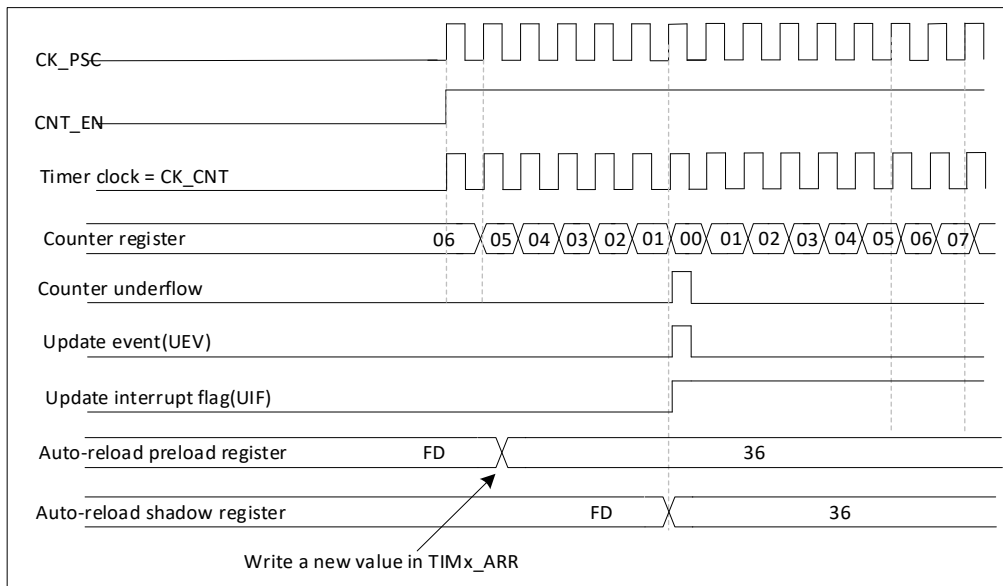 CK_PSC
CNT_EN
Timer clock = CK_CNT
Counter register 06 05 04 03 02 01 00 01 02 03 04 05 06 07
Counter underflow
Update event(UEV)
Update interrupt flag(UIF)
Auto-reload preload register FD 36
Auto-reload shadow register FD 36
Write a new value in TIMx_ARR